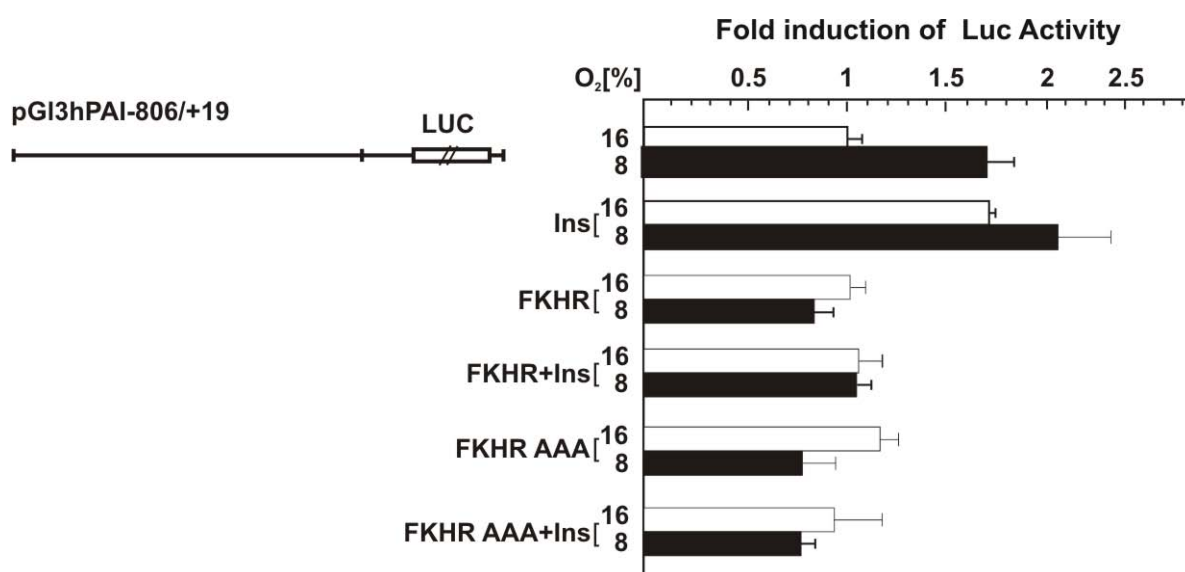 Fold induction of Luc Activity
O₂[%] 0.5 1 1.5 2 2.5
pGl3hPAI-806/+19
LUC
16
8
Ins[ 16
8
FKHR[ 16
8
FKHR+Ins[ 16
8
FKHR AAA[ 16
8
FKHR AAA+Ins[ 16
8